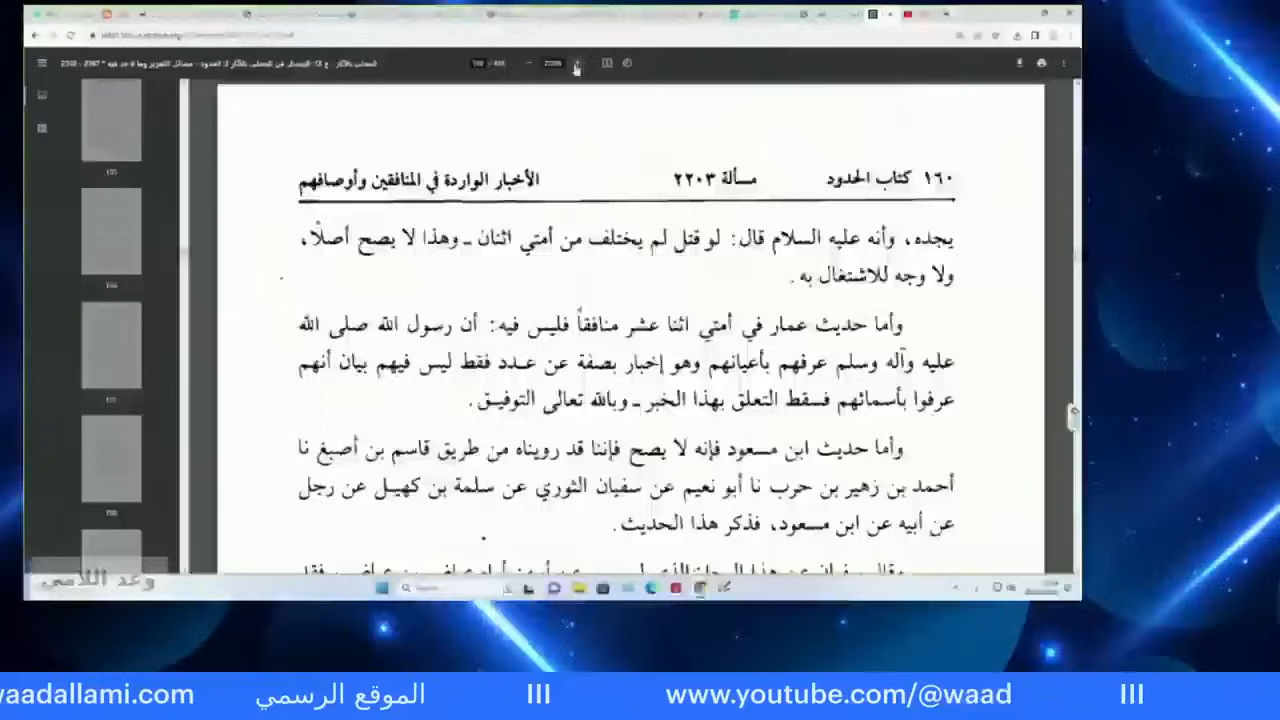 المحلى بالآثار
١٦٠ كتاب الحدود مسألة ٢٢٠٣ الأخبار الواردة في المنافقين وأوصافهم
يجده، وأنه عليه السلام قال: لو قتل لم يختلف من أمتي اثنان ـ وهذا لا يصح أصلًا،
ولا وجه للاشتغال به.
وأما حديث عمار في أمتي اثنا عشر منافقاً فليس فيه: أن رسول الله صلى الله
عليه وآله وسلم عرفهم بأعيانهم وهو إخبار بصفة عن عدد فقط ليس فيهم بيان أنهم
عرفوا بأسمائهم فسقط التعلق بهذا الخبر ـ وبالله تعالى التوفيق.
وأما حديث ابن مسعود فإنه لا يصح فإننا قد رويناه من طريق قاسم بن أصبغ نا
أحمد بن زهير بن حرب نا أبو نعيم عن سفيان الثوري عن سلمة بن كهيل عن رجل
عن أبيه عن ابن مسعود، فذكر هذا الحديث.
وعد اللامي
waadallami.com الموقع الرسمي III www.youtube.com/@waad III